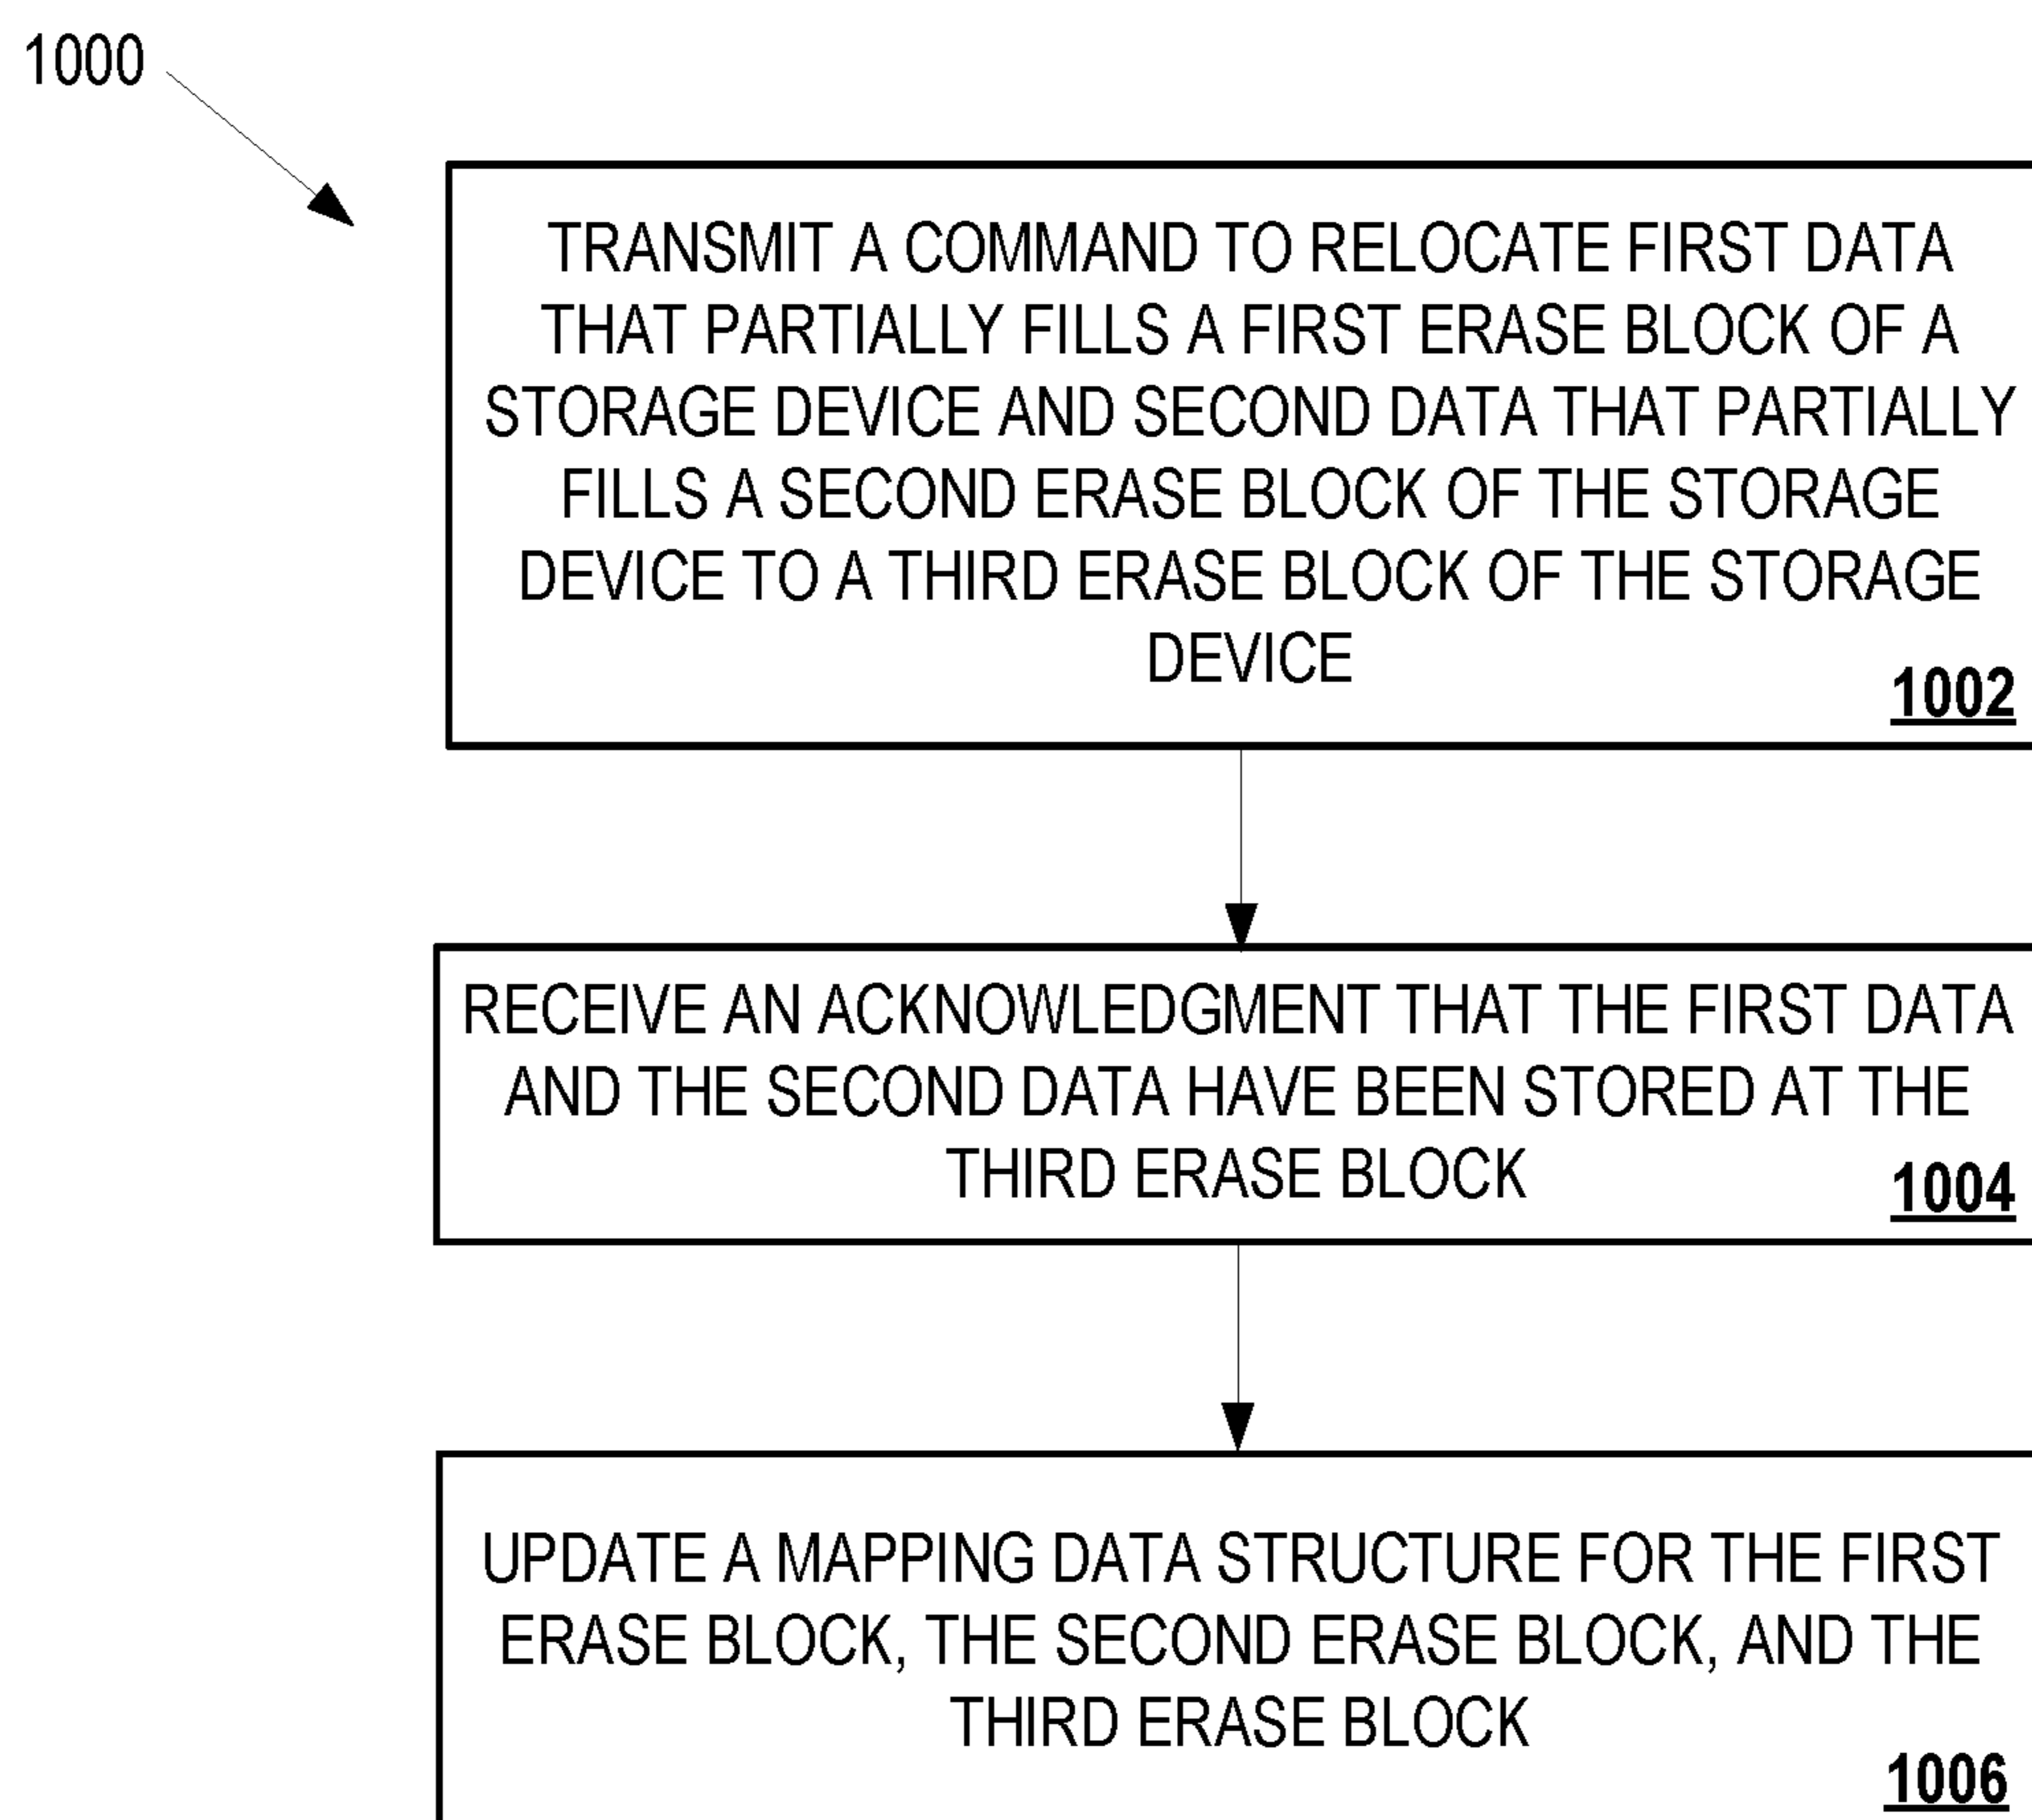 1000
TRANSMIT A COMMAND TO RELOCATE FIRST DATA
THAT PARTIALLY FILLS A FIRST ERASE BLOCK OF A
STORAGE DEVICE AND SECOND DATA THAT PARTIALLY
FILLS A SECOND ERASE BLOCK OF THE STORAGE
DEVICE TO A THIRD ERASE BLOCK OF THE STORAGE
DEVICE
1002
RECEIVE AN ACKNOWLEDGMENT THAT THE FIRST DATA
AND THE SECOND DATA HAVE BEEN STORED AT THE
THIRD ERASE BLOCK
1004
UPDATE A MAPPING DATA STRUCTURE FOR THE FIRST
ERASE BLOCK, THE SECOND ERASE BLOCK, AND THE
THIRD ERASE BLOCK
1006